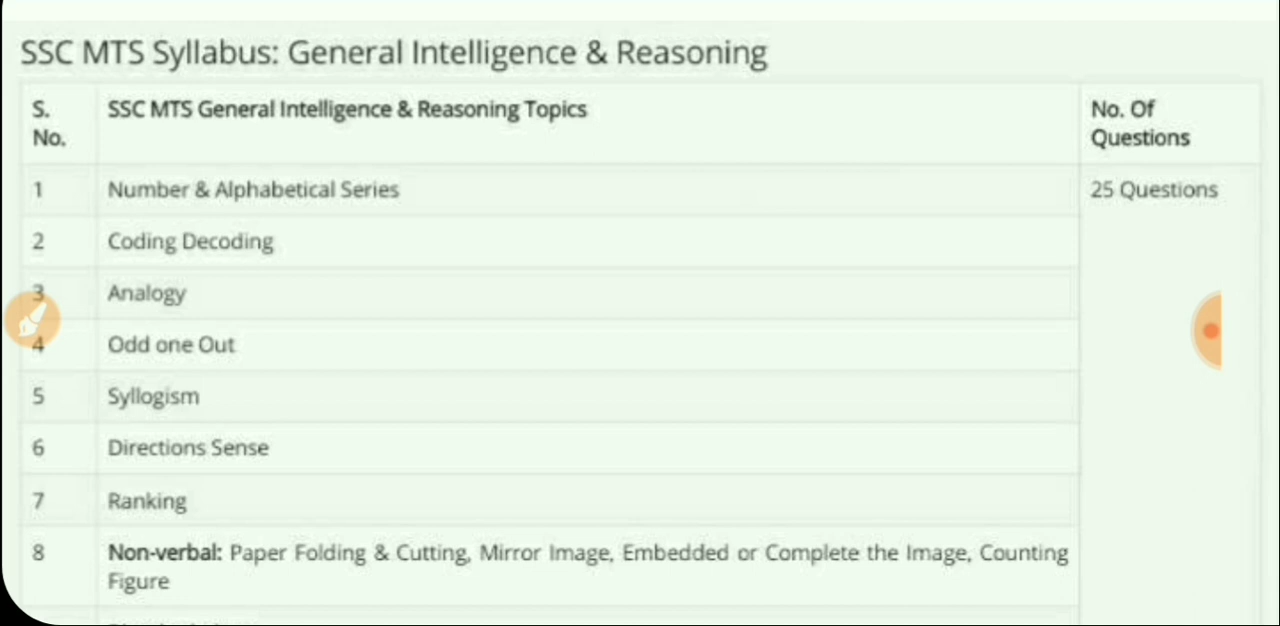 SSC MTS Syllabus: General Intelligence & Reasoning
S. No. SSC MTS General Intelligence & Reasoning Topics No. Of Questions
1 Number & Alphabetical Series 25 Questions
2 Coding Decoding
3 Analogy
4 Odd one Out
5 Syllogism
6 Directions Sense
7 Ranking
8 Non-verbal: Paper Folding & Cutting, Mirror Image, Embedded or Complete the Image, Counting
Figure